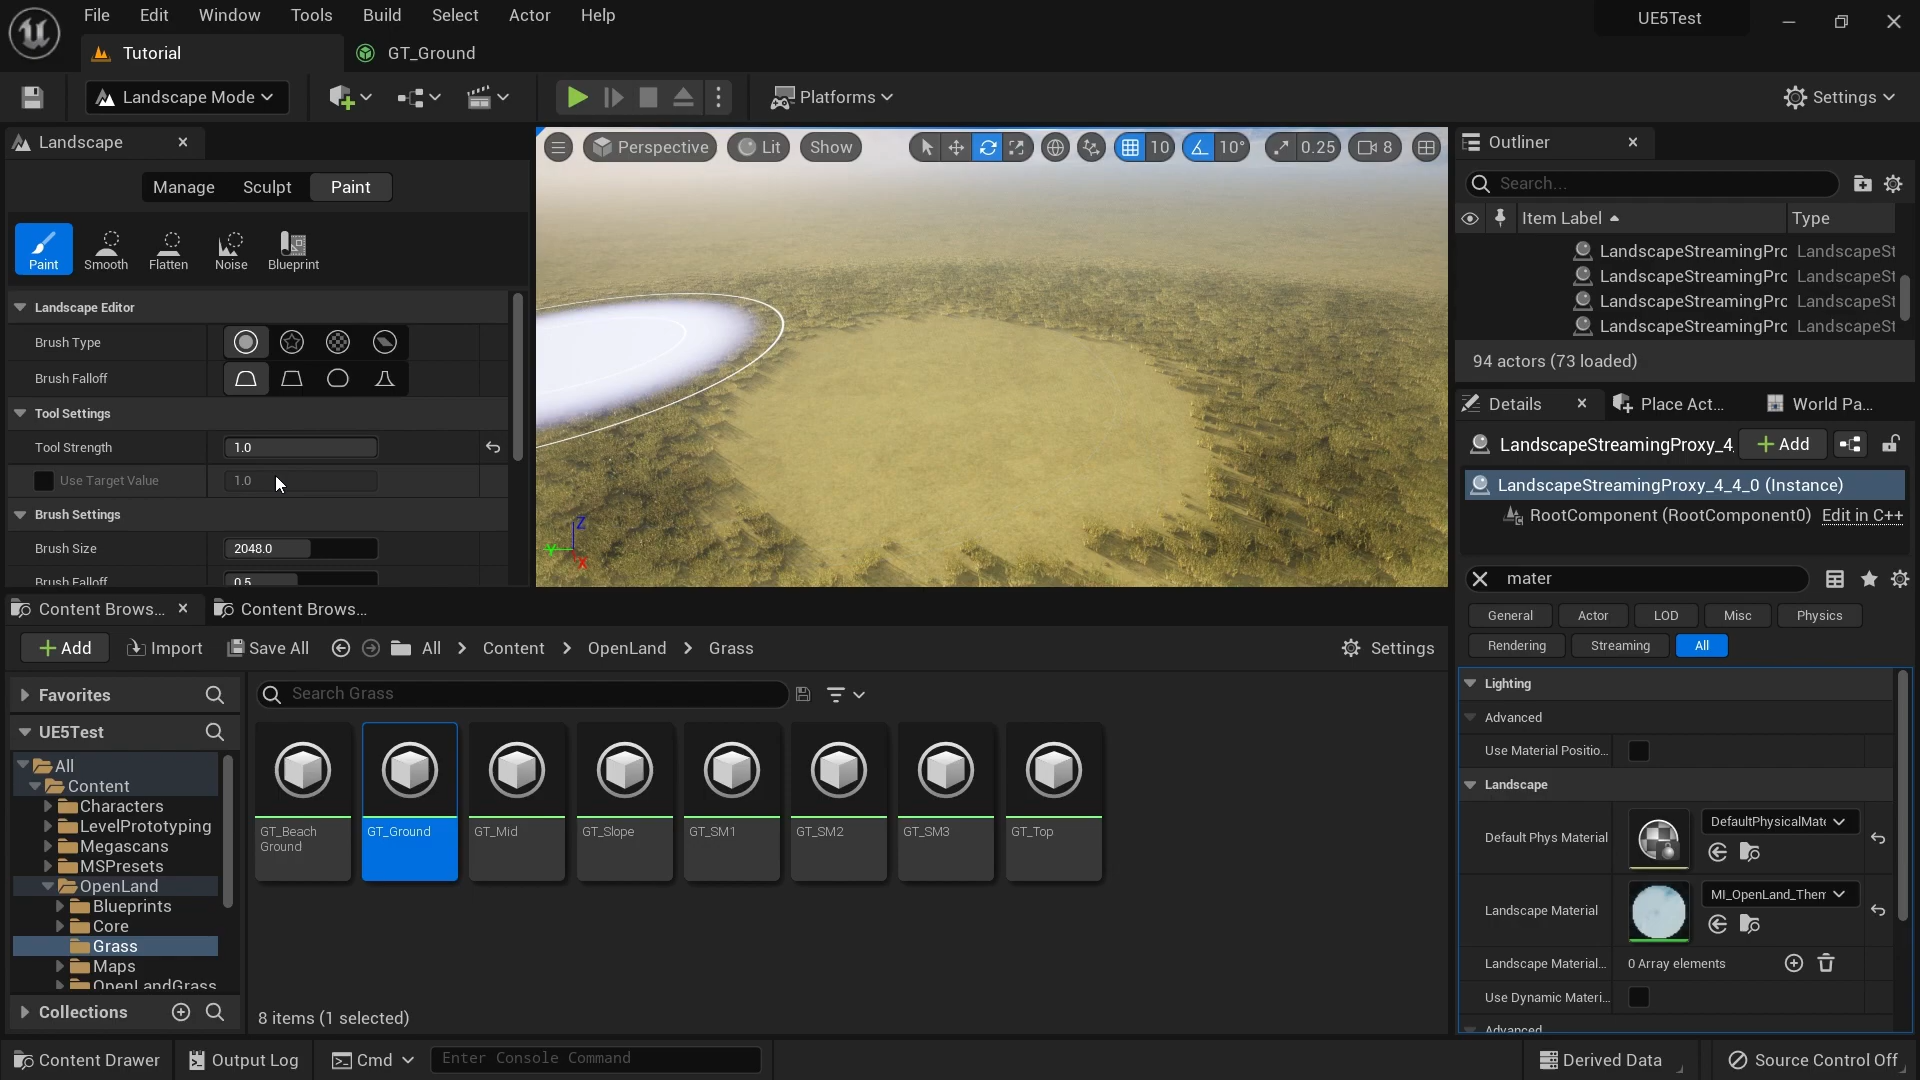 File Edit Window Tools Build Select Actor Help
UE5Test
Tutorial
GT_Ground
Landscape Mode
Platforms
Settings
Landscape
Manage Sculpt Paint
Paint Smooth Flatten Noise Blueprint
Landscape Editor
Brush Type
Brush Falloff
Tool Settings
Tool Strength 1.0
Use Target Value 1.0
Brush Settings
Brush Size 2048.0
Brush Falloff 0.5
Perspective Lit Show 10 10° 0.25 8
Z
Y
X
Outliner
Search...
Item Label Type
LandscapeStreamingPrc LandscapeSt
LandscapeStreamingPrc LandscapeSt
LandscapeStreamingPrc LandscapeSt
LandscapeStreamingPrc LandscapeSt
94 actors (73 loaded)
Details Place Act... World Pa...
LandscapeStreamingProxy_4_ Add
LandscapeStreamingProxy_4_4_0 (Instance)
RootComponent (RootComponent0) Edit in C++
mater
General Actor LOD Misc Physics
Rendering Streaming All
Lighting
Advanced
Use Material Positio...
Landscape
Default Phys Material DefaultPhysicalMate
Landscape Material MI_OpenLand_Them
Landscape Material... 0 Array elements
Use Dynamic Materi...
Advanced
Content Brows... Content Brows...
Add Import Save All All Content OpenLand Grass Settings
Favorites
UE5Test
All
Content
Characters
LevelPrototyping
Megascans
MSPresets
OpenLand
Blueprints
Core
Grass
Maps
OpenLandGrass
Collections
Search Grass
GT_Beach
Ground
GT_Ground
GT_Mid
GT_Slope
GT_SM1
GT_SM2
GT_SM3
GT_Top
8 items (1 selected)
Content Drawer Output Log Cmd Enter Console Command Derived Data Source Control Off